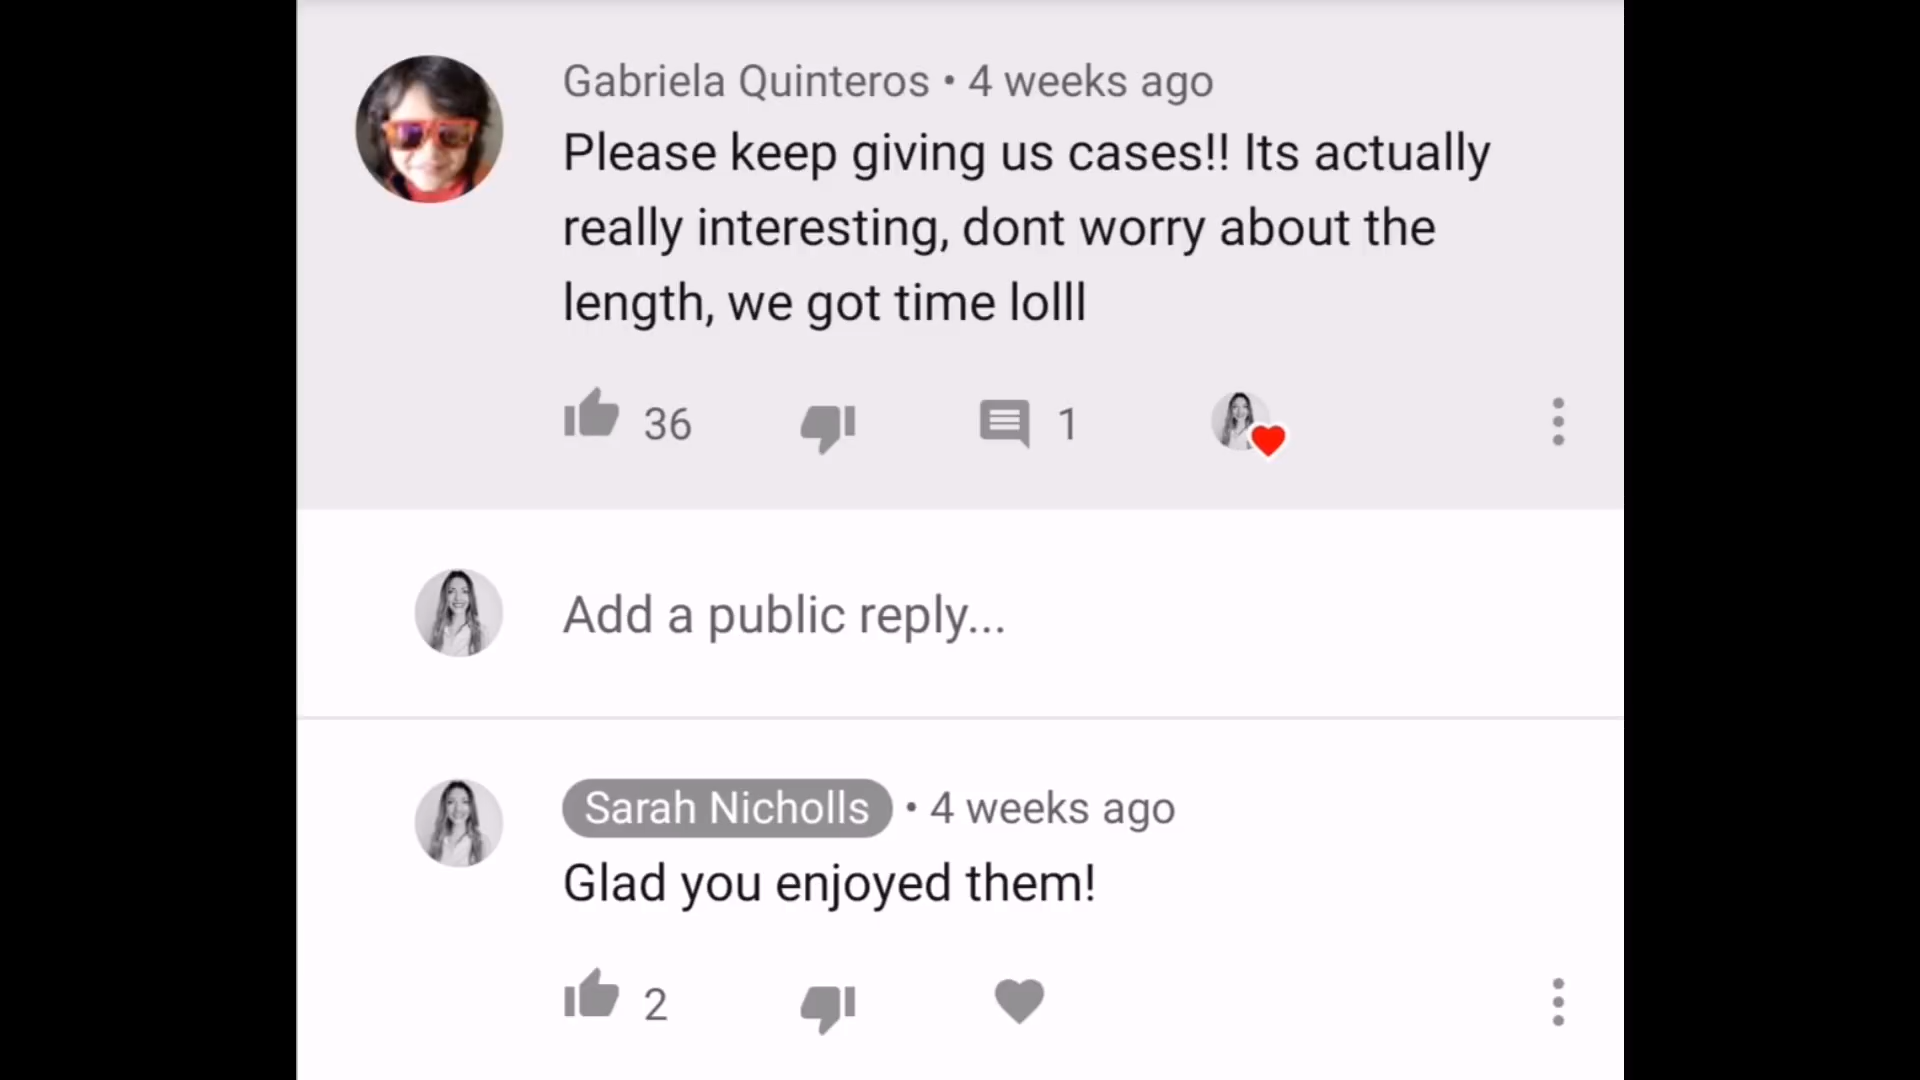 Gabriela Quinteros • 4 weeks ago
Please keep giving us cases!! Its actually
really interesting, dont worry about the
length, we got time lolll
36 1
Add a public reply...
Sarah Nicholls • 4 weeks ago
Glad you enjoyed them!
2